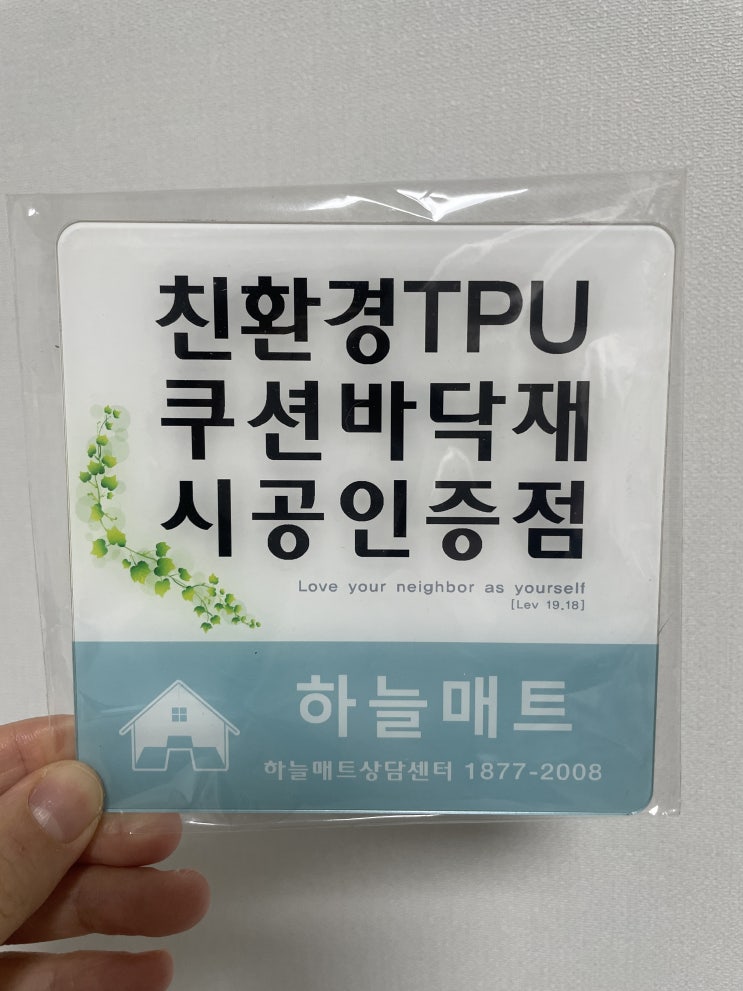 친환경TPU
쿠션바닥재
시공인증점
Love your neighbor as yourself
[Lev 19.18]
하늘매트
하늘매트상담센터 1877-2008